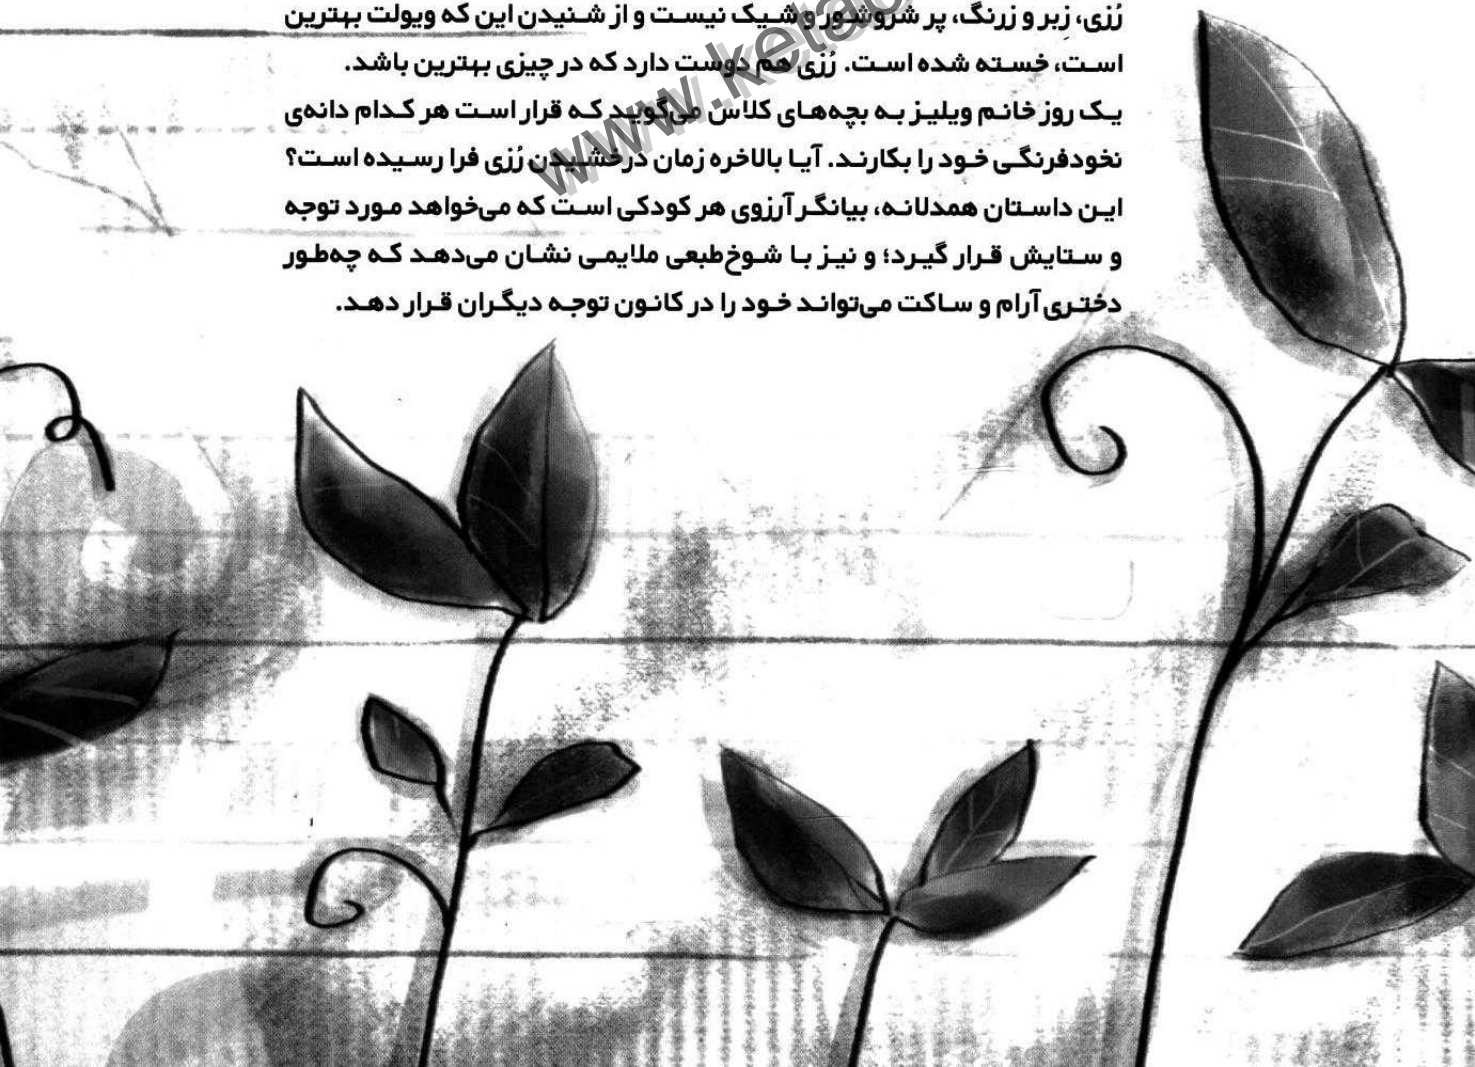 رُزی، زبر و زرنگ، پر شروشور و شیک نیست و از شنیدن این که ویولت بهترین
است، خسته شده است. رُزی هم دوست دارد که در چیزی بهترین باشد.
یک روز خانم ویلیز به بچه‌های کلاس می‌گوید که قرار است هر کدام دانه‌ی
نخودفرنگی خود را بکارند. آیا بالاخره زمان درخشیدن رُزی فرا رسیده است؟
این داستان همدلانه، بیانگر آرزوی هر کودکی است که می‌خواهد مورد توجه
و ستایش قرار گیرد؛ و نیز با شوخ‌طبعی ملایمی نشان می‌دهد که چه‌طور
دختری آرام و ساکت می‌تواند خود را در کانون توجه دیگران قرار دهد.
www.ketab